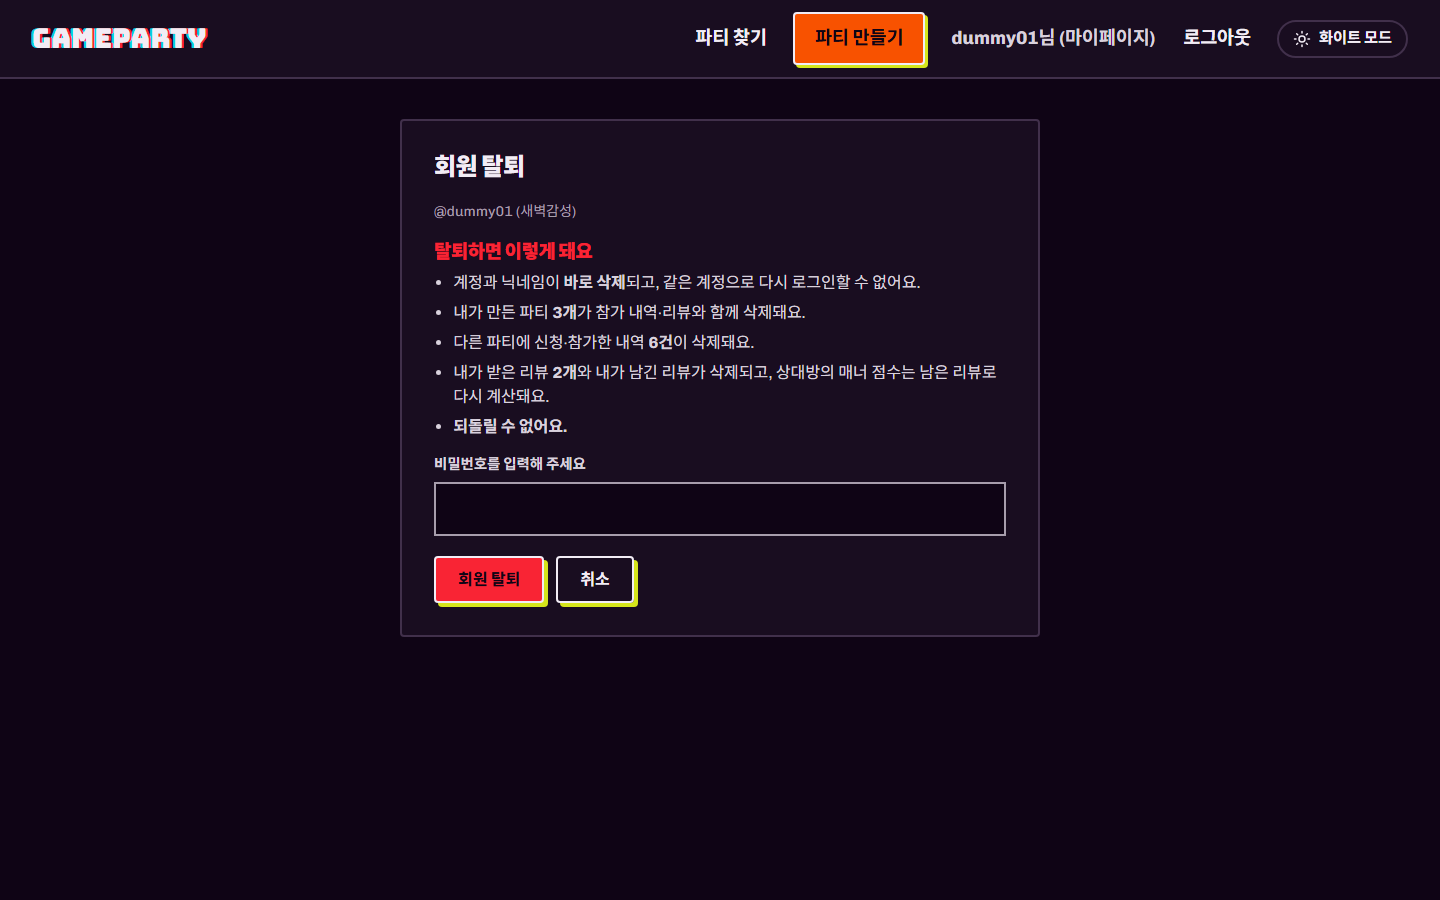 GAMEPARTY
파티 찾기
파티 만들기
dummy01님 (마이페이지)
로그아웃
화이트 모드
회원 탈퇴
@dummy01 (새벽감성)
탈퇴하면 이렇게 돼요
• 계정과 닉네임이 바로 삭제되고, 같은 계정으로 다시 로그인할 수 없어요.
• 내가 만든 파티 3개가 참가 내역·리뷰와 함께 삭제돼요.
• 다른 파티에 신청·참가한 내역 6건이 삭제돼요.
• 내가 받은 리뷰 2개와 내가 남긴 리뷰가 삭제되고, 상대방의 매너 점수는 남은 리뷰로
다시 계산돼요.
• 되돌릴 수 없어요.
비밀번호를 입력해 주세요
회원 탈퇴
취소